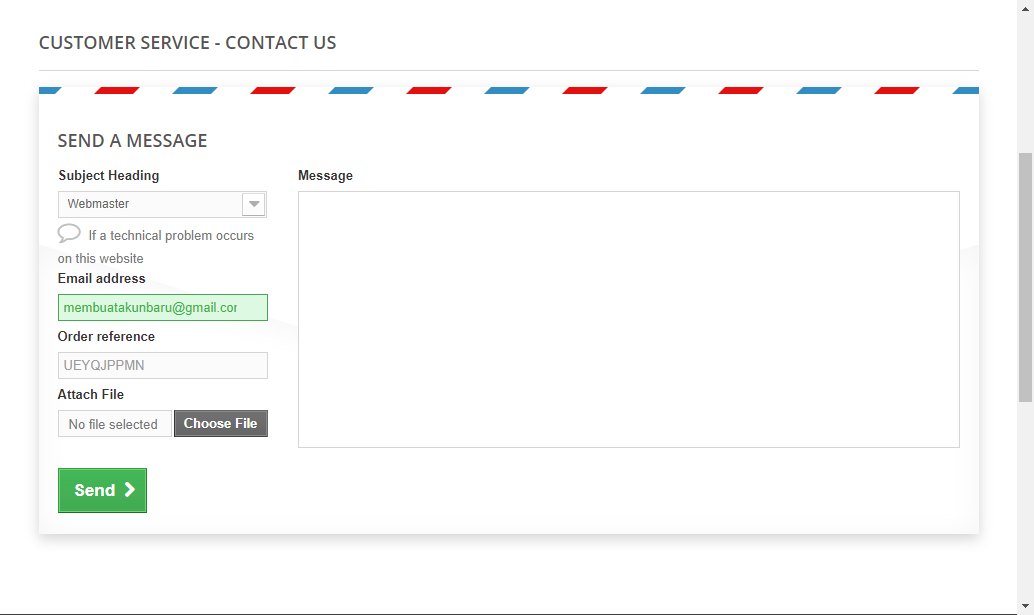 CUSTOMER SERVICE - CONTACT US
SEND A MESSAGE
Subject Heading
Webmaster
If a technical problem occurs
on this website
Email address
membuatakunbaru@gmail.cor
Order reference
UEYQJPPMN
Attach File
No file selected
Choose File
Send
Message